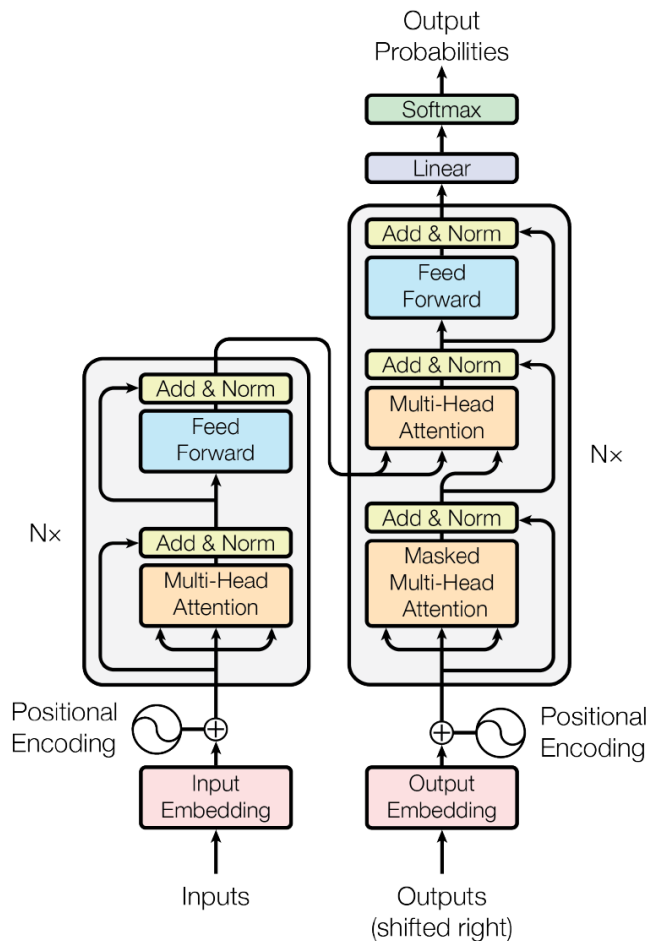 Output
Probabilities
Softmax
Linear
Add & Norm
Feed
Forward
Add & Norm
Multi-Head
Attention
Nx
Add & Norm
Masked
Multi-Head
Attention
Add & Norm
Feed
Forward
Nx
Add & Norm
Multi-Head
Attention
Positional
Encoding
Positional
Encoding
Input
Embedding
Output
Embedding
Inputs
Outputs
(shifted right)